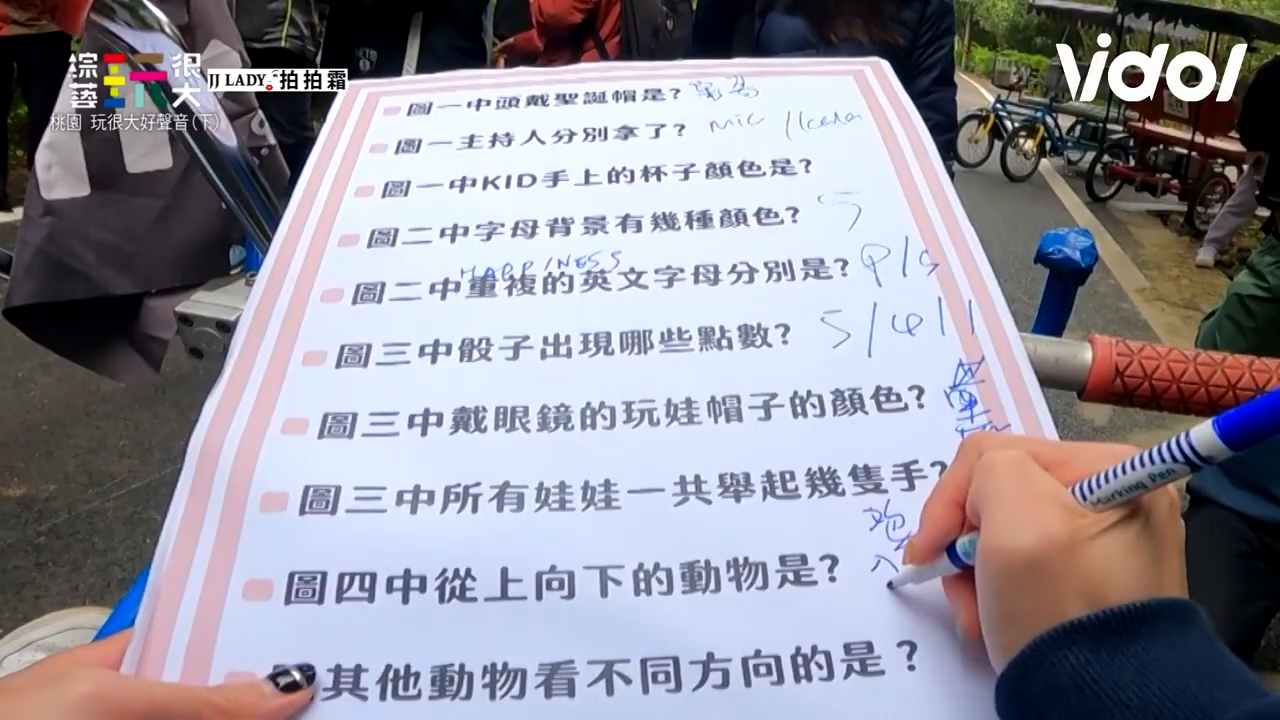 綜藝玩很大
JJ LADY 拍拍霜
桃園 玩很大好聲音(下)
Vidol
圖一中頭戴聖誕帽是?
圖一主持人分別拿了? mic /
圖一中KID手上的杯子顏色是?
圖二中字母背景有幾種顏色? 5
HAPPINESS
圖二中重複的英文字母分別是? P/S
圖三中骰子出現哪些點數? 5/4/1
圖三中戴眼鏡的玩娃帽子的顏色?
圖三中所有娃娃一共舉起幾隻手?
圖四中從上向下的動物是?
其他動物看不同方向的是?
Marking Pen